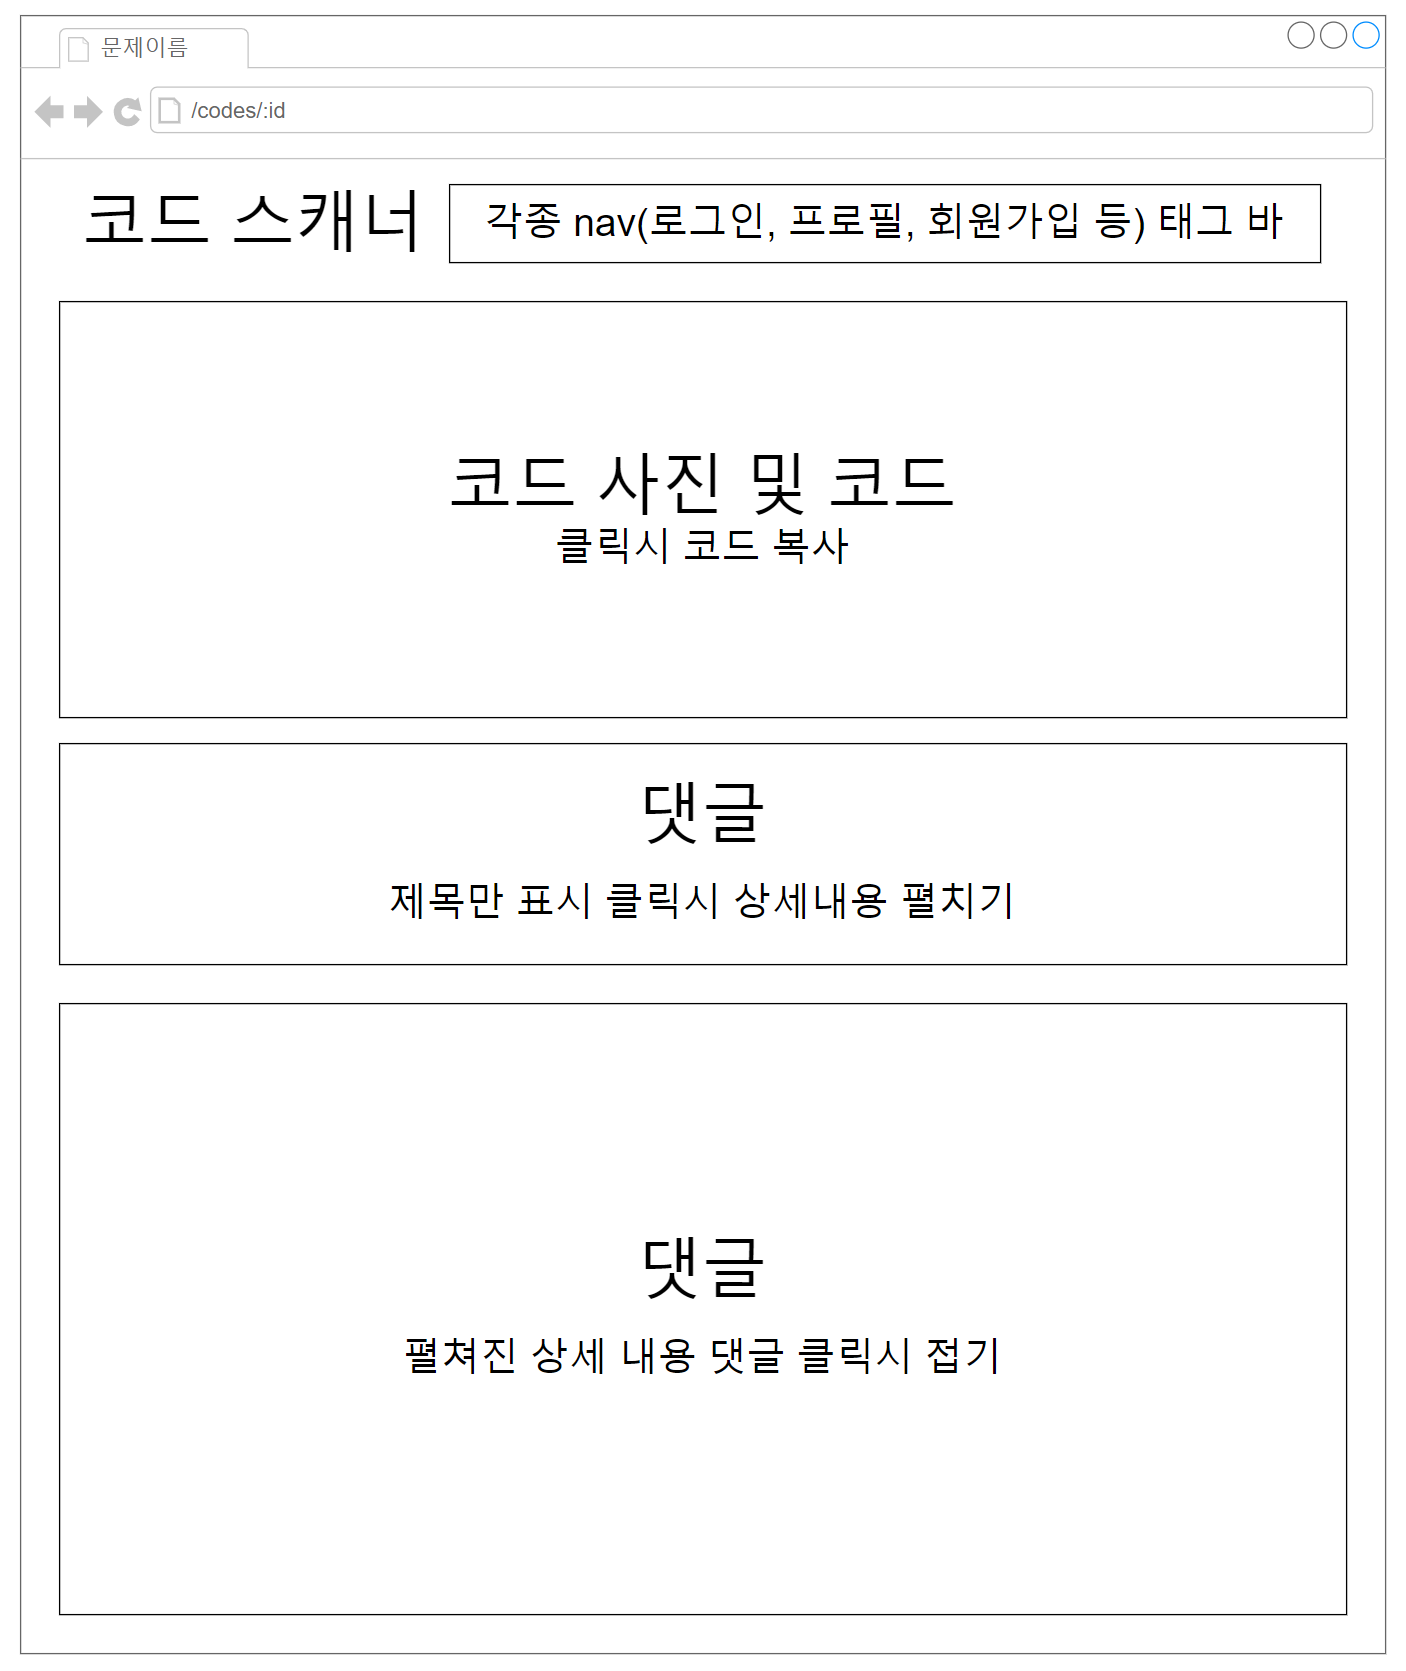 문제이름
/codes/:id
코드 스캐너
각종 nav(로그인, 프로필, 회원가입 등) 태그 바
코드 사진 및 코드
클릭시 코드 복사
댓글
제목만 표시 클릭시 상세내용 펼치기
댓글
펼쳐진 상세 내용 댓글 클릭시 접기